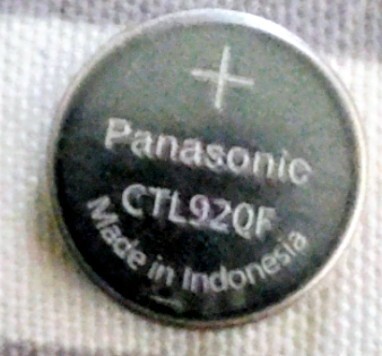 +
Panasonic
CTL920F
Made in Indonesia